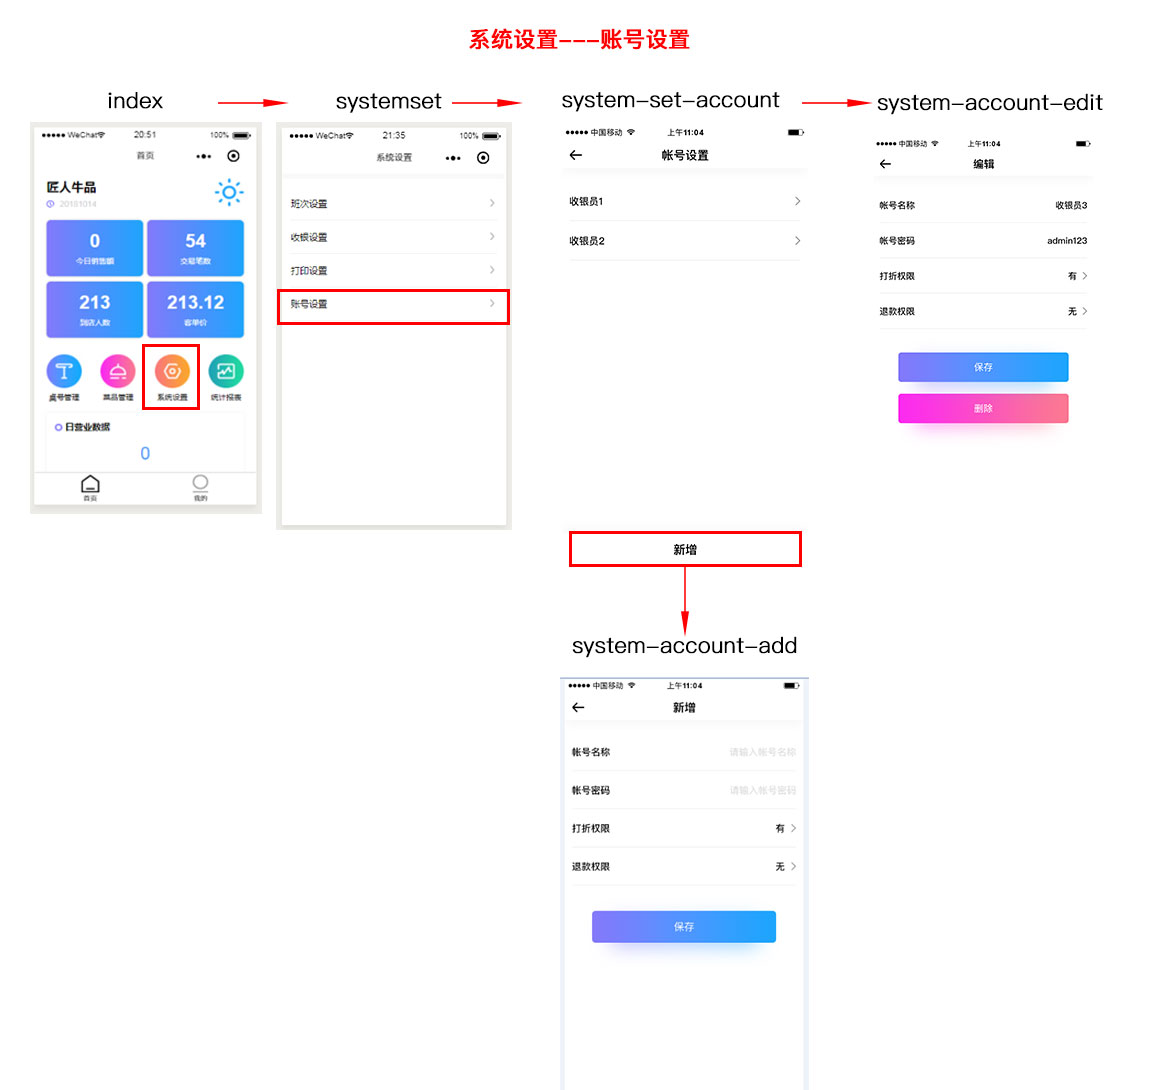 系统设置---账号设置
index
systemset
system-set-account
system-account-edit
WeChat 20:51 100%
首页
匠人牛品
20181014
0
今日销售额
54
交易笔数
213
到店人数
213.12
客单价
桌号管理
菜品管理
系统设置
统计报表
日营业数据
0
首页
我的
WeChat 21:35 100%
系统设置
班次设置
收银设置
打印设置
账号设置
中国移动 上午11:04
帐号设置
收银员1
收银员2
新增
中国移动 上午11:04
编辑
帐号名称 收银员3
帐号密码 admin123
打折权限 有
退款权限 无
保存
删除
system-account-add
中国移动 上午11:04
新增
帐号名称 请输入帐号名称
帐号密码 请输入帐号密码
打折权限 有
退款权限 无
保存